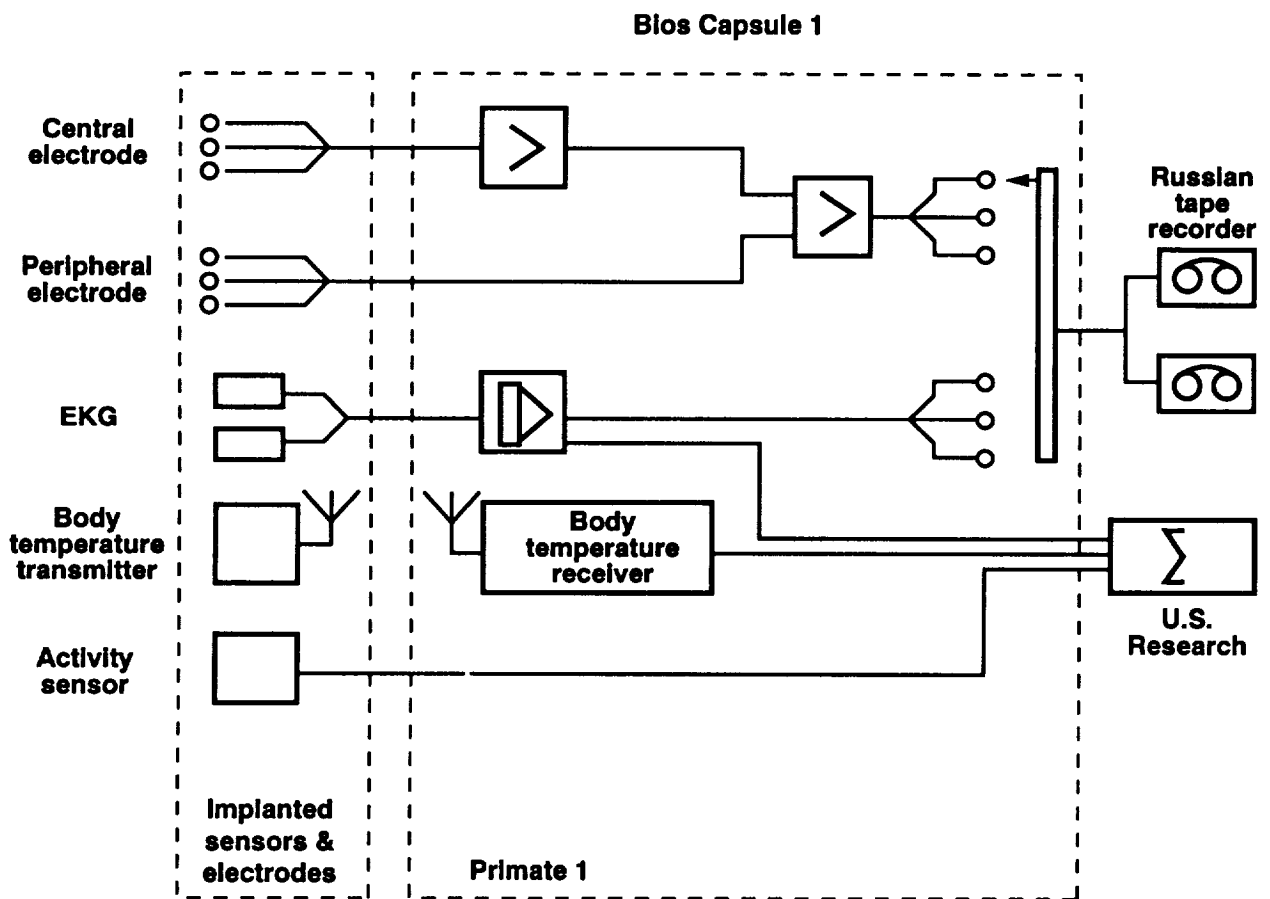 Bios Capsule 1
Central
electrode
Peripheral
electrode
EKG
Body
temperature
transmitter
Activity
sensor
Implanted
sensors &
electrodes
Body
temperature
receiver
Primate 1
Russian
tape
recorder
Σ
U.S.
Research